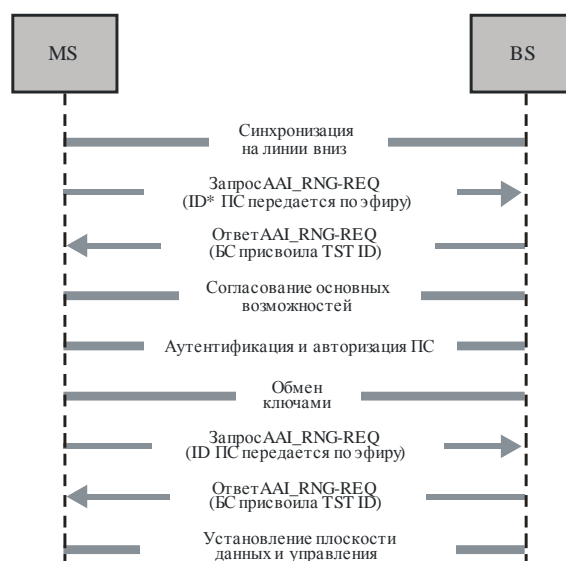 MS
BS
Синхронизация
на линии вниз
Запрос AAI_RNG-REQ
(ID* ПС передается по эфиру)
Ответ AAI_RNG-REQ
(БС присвоила TST ID)
Согласование основных
возможностей
Аутентификация и авторизация ПС
Обмен
ключами
Запрос AAI_RNG-REQ
(ID ПС передается по эфиру)
Ответ AAI_RNG-REQ
(БС присвоила TST ID)
Установление плоскости
данных и управления